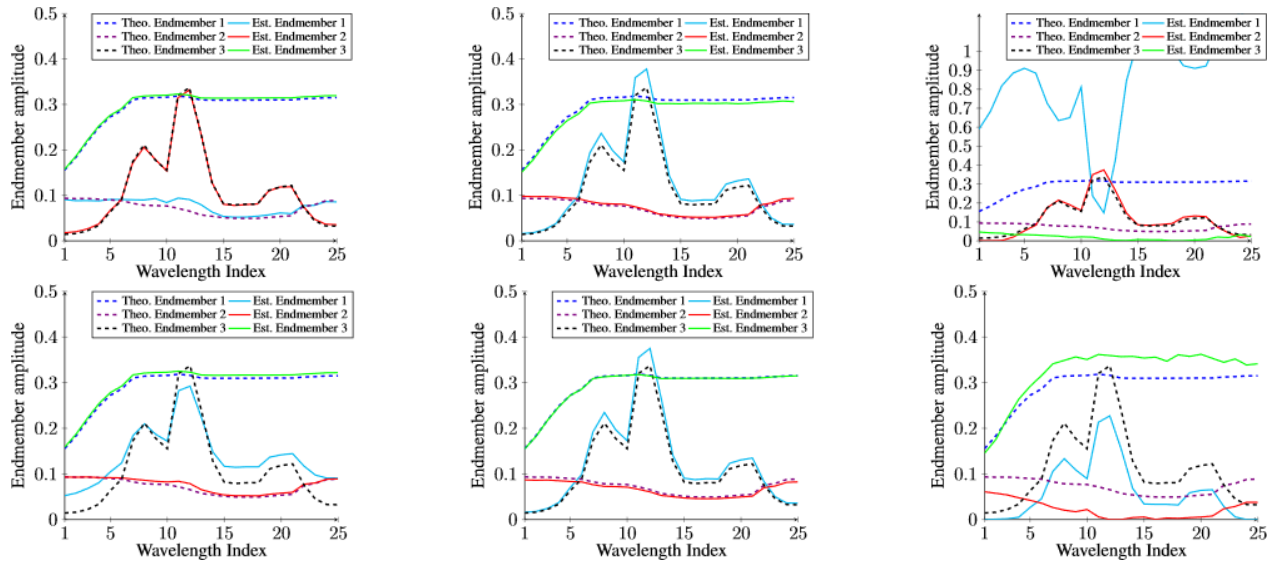 0.5
Theo. Endmember 1 Est. Endmember 1
Theo. Endmember 2 Est. Endmember 2
Theo. Endmember 3 Est. Endmember 3
0.4
0.3
0.2
0.1
0
Endmember amplitude
1 5 10 15 20 25
Wavelength Index
0.5
Theo. Endmember 1 Est. Endmember 1
Theo. Endmember 2 Est. Endmember 2
Theo. Endmember 3 Est. Endmember 3
0.4
0.3
0.2
0.1
0
Endmember amplitude
1 5 10 15 20 25
Wavelength Index
Theo. Endmember 1 Est. Endmember 1
Theo. Endmember 2 Est. Endmember 2
Theo. Endmember 3 Est. Endmember 3
1
0.9
0.8
0.7
0.6
0.5
0.4
0.3
0.2
0.1
0
Endmember amplitude
1 5 10 15 20 25
Wavelength Index
0.5
Theo. Endmember 1 Est. Endmember 1
Theo. Endmember 2 Est. Endmember 2
Theo. Endmember 3 Est. Endmember 3
0.4
0.3
0.2
0.1
0
Endmember amplitude
1 5 10 15 20 25
Wavelength Index
0.5
Theo. Endmember 1 Est. Endmember 1
Theo. Endmember 2 Est. Endmember 2
Theo. Endmember 3 Est. Endmember 3
0.4
0.3
0.2
0.1
0
Endmember amplitude
1 5 10 15 20 25
Wavelength Index
0.5
Theo. Endmember 1 Est. Endmember 1
Theo. Endmember 2 Est. Endmember 2
Theo. Endmember 3 Est. Endmember 3
0.4
0.3
0.2
0.1
0
Endmember amplitude
1 5 10 15 20 25
Wavelength Index